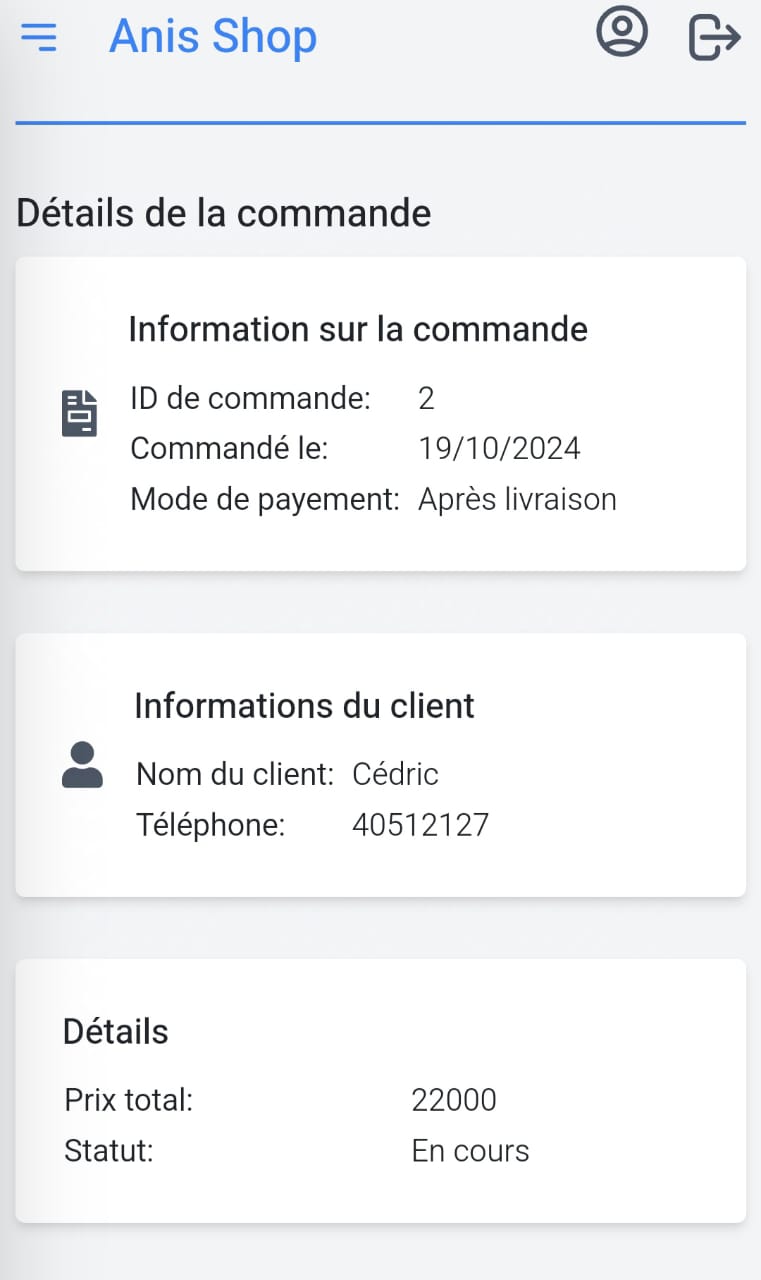 Anis Shop
Détails de la commande
Information sur la commande
ID de commande: 2
Commandé le: 19/10/2024
Mode de payement: Après livraison
Informations du client
Nom du client: Cédric
Téléphone: 40512127
Détails
Prix total: 22000
Statut: En cours